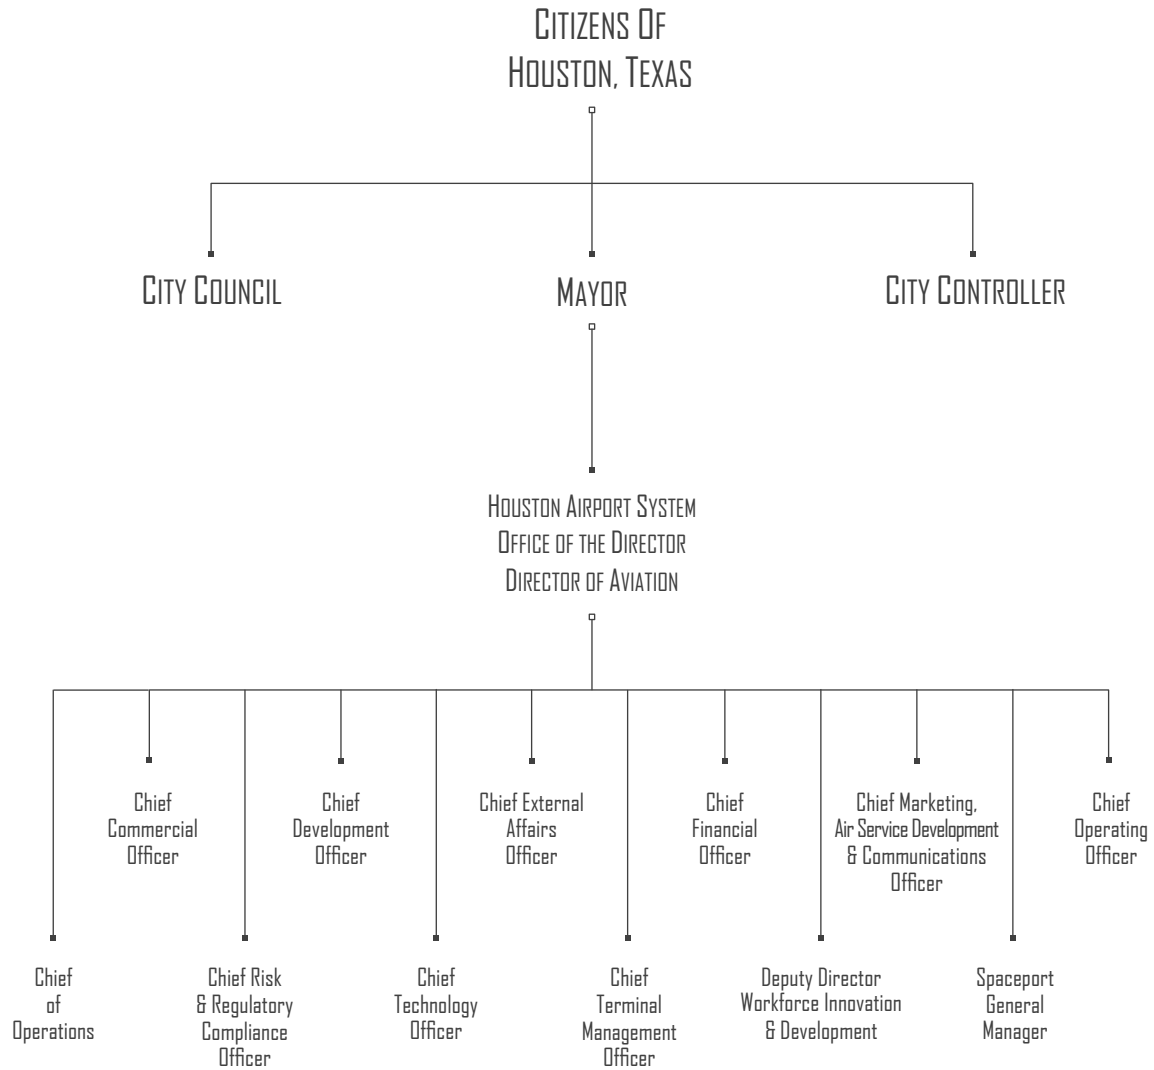 CITIZENS OF
HOUSTON, TEXAS
CITY COUNCIL
MAYOR
CITY CONTROLLER
HOUSTON AIRPORT SYSTEM
OFFICE OF THE DIRECTOR
DIRECTOR OF AVIATION
Chief
Commercial
Officer
Chief
Development
Officer
Chief External
Affairs
Officer
Chief
Financial
Officer
Chief Marketing,
Air Service Development
& Communications
Officer
Chief
Operating
Officer
Chief
of
Operations
Chief Risk
& Regulatory
Compliance
Officer
Chief
Technology
Officer
Chief
Terminal
Management
Officer
Deputy Director
Workforce Innovation
& Development
Spaceport
General
Manager